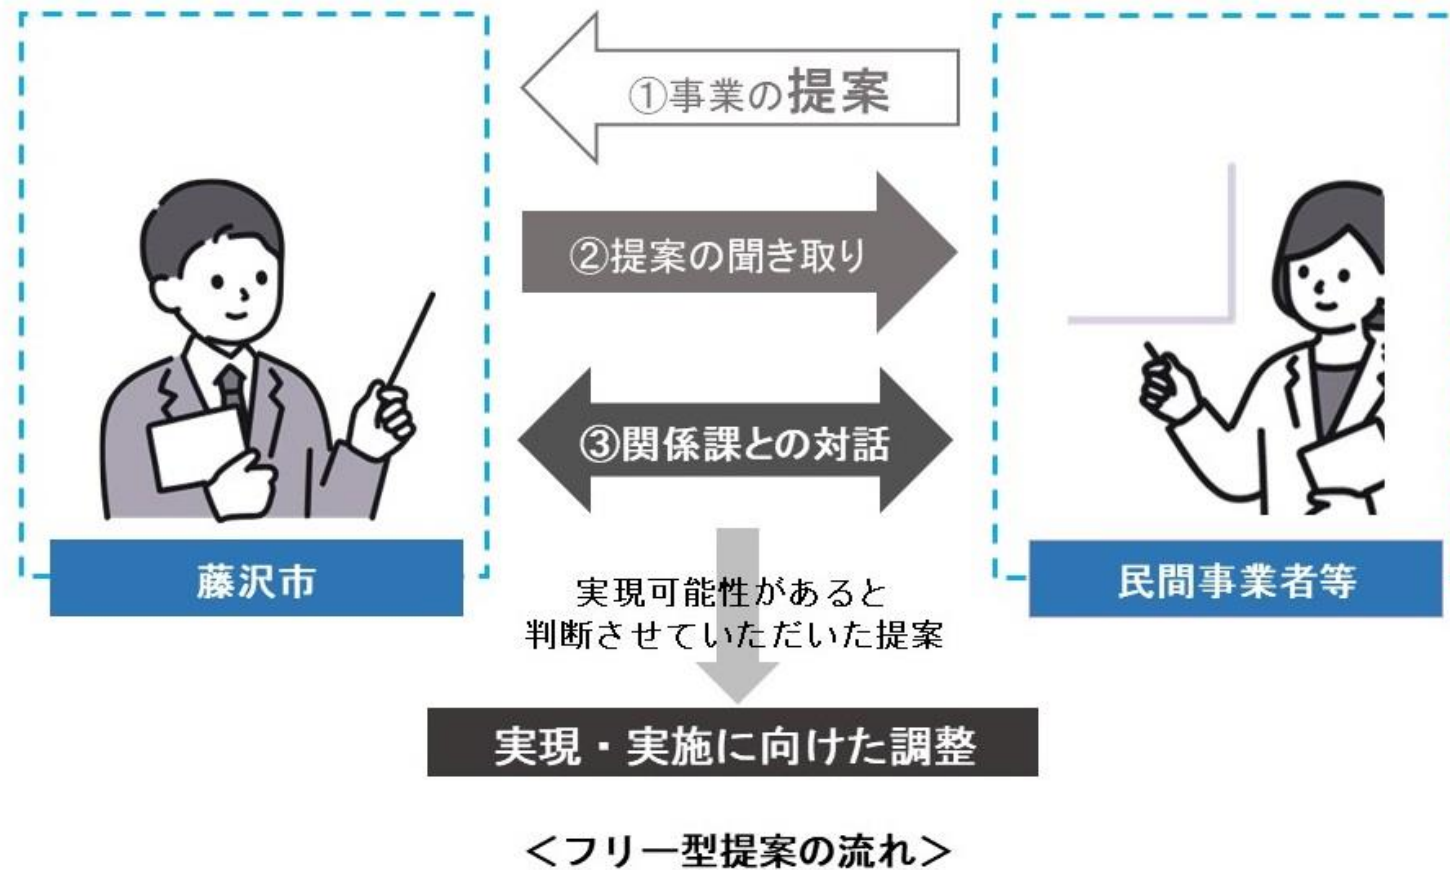 ①事業の提案
②提案の聞き取り
③関係課との対話
藤沢市
民間事業者等
実現可能性があると
判断させていただいた提案
実現・実施に向けた調整
＜フリー型提案の流れ＞